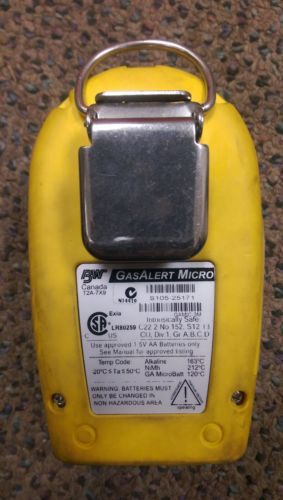 BW
GASALERT MICRO
Canada
T2A-7X9
N14419
S105-25171
GAMIC-3M
Exia
Intrinsically Safe
LR80259
C22.2 No.152, S12.13
C US
Cl.I, Div.1, Gr.A,B,C,D
Use approved 1.5V AA Batteries only
See Manual for approved listing
Temp Code:
Alkaline 163°C
-20°C ≤ Ta ≤ 50°C
NiMh 212°C
GA MicroBatt 120°C
WARNING: BATTERIES MUST
ONLY BE CHANGED IN
NON-HAZARDOUS AREA